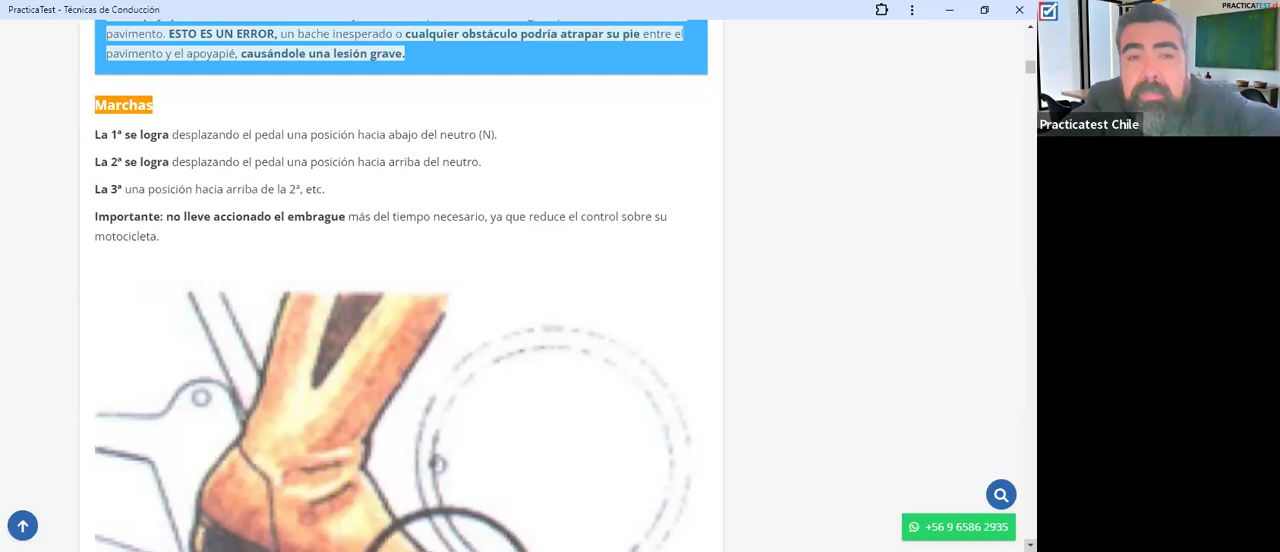 PracticaTest - Técnicas de Conducción
pavimento. ESTO ES UN ERROR, un bache inesperado o cualquier obstáculo podría atrapar su pie entre el
pavimento y el apoyapié, causándole una lesión grave.
Marchas
La 1ª se logra desplazando el pedal una posición hacia abajo del neutro (N).
La 2ª se logra desplazando el pedal una posición hacia arriba del neutro.
La 3ª una posición hacia arriba de la 2ª, etc.
Importante: no lleve accionado el embrague más del tiempo necesario, ya que reduce el control sobre su
motocicleta.
+56 9 6586 2935
PRACTICATEST
Practicatest Chile